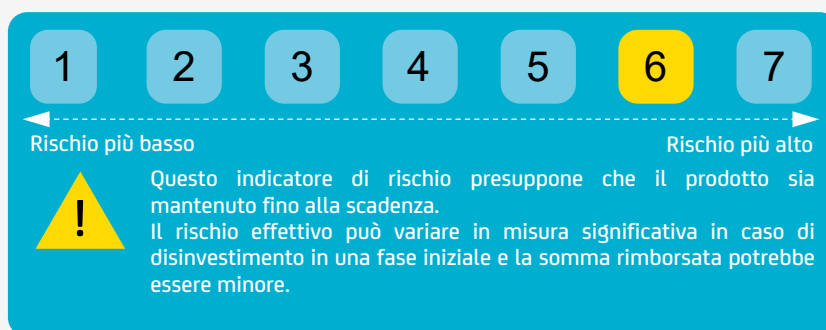 1 2 3 4 5 6 7
Rischio più basso Rischio più alto
!
Questo indicatore di rischio presuppone che il prodotto sia
mantenuto fino alla scadenza.
Il rischio effettivo può variare in misura significativa in caso di
disinvestimento in una fase iniziale e la somma rimborsata potrebbe
essere minore.